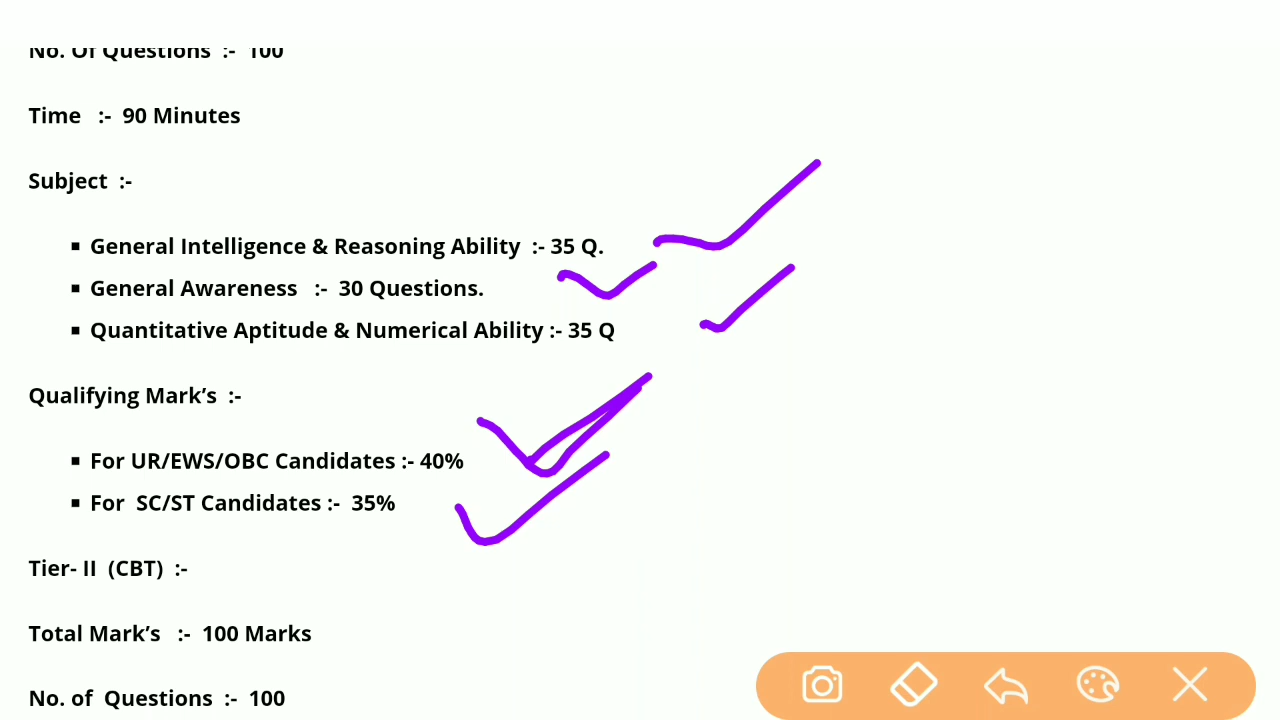 No. Of Questions :- 100
Time :- 90 Minutes
Subject :-
▪ General Intelligence & Reasoning Ability :- 35 Q.
▪ General Awareness :- 30 Questions.
▪ Quantitative Aptitude & Numerical Ability :- 35 Q
Qualifying Mark’s :-
▪ For UR/EWS/OBC Candidates :- 40%
▪ For SC/ST Candidates :- 35%
Tier- II (CBT) :-
Total Mark’s :- 100 Marks
No. of Questions :- 100